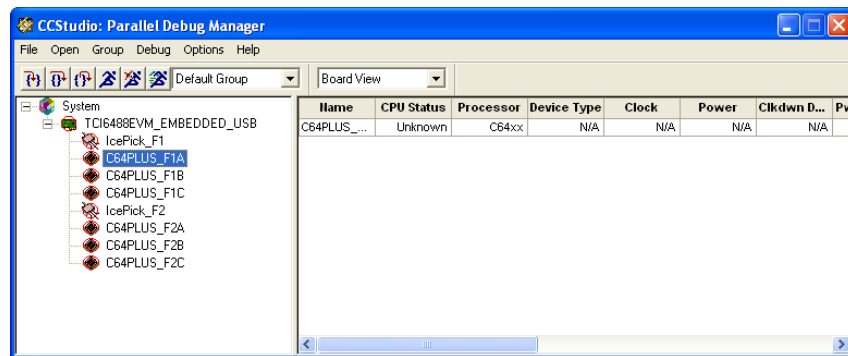 CCStudio: Parallel Debug Manager
File Open Group Debug Options Help
Default Group Board View
System
TCI6488EVM_EMBEDDED_USB
IcePick_F1
C64PLUS_F1A
C64PLUS_F1B
C64PLUS_F1C
IcePick_F2
C64PLUS_F2A
C64PLUS_F2B
C64PLUS_F2C
Name CPU Status Processor Device Type Clock Power Clkdwn D...
C64PLUS_... Unknown C64xx N/A N/A N/A N/A